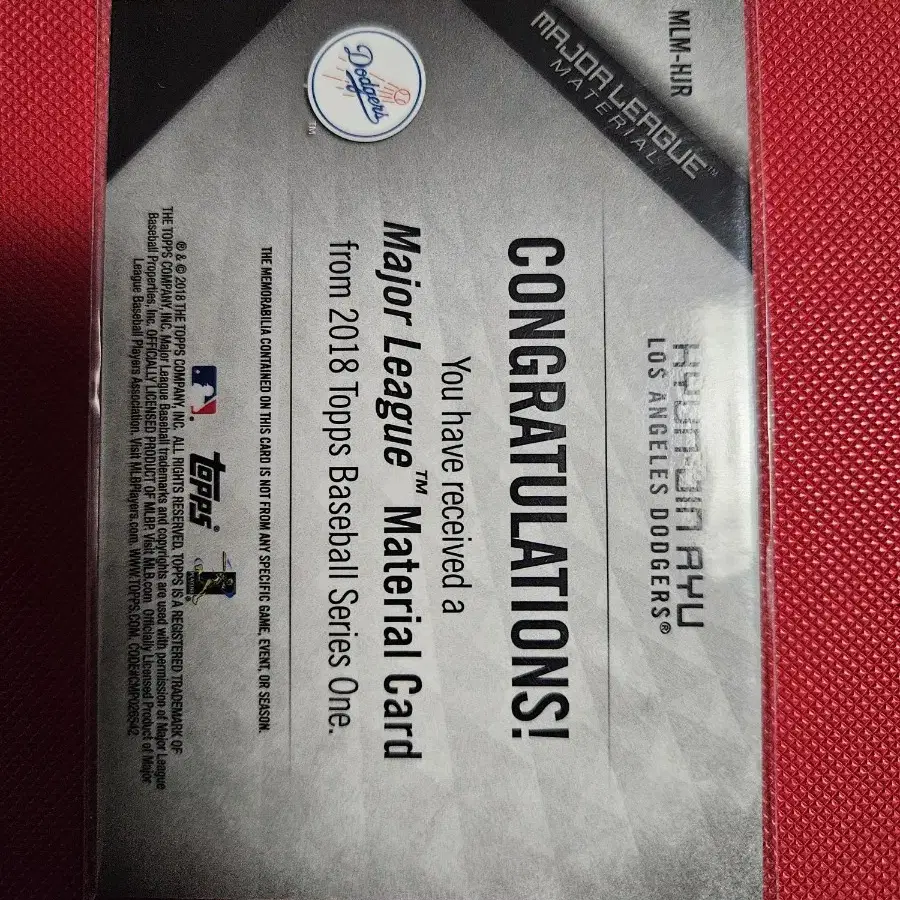 MLM-HJR
MAJOR LEAGUE™
MATERIAL
HYUN-JIN RYU
LOS ANGELES DODGERS®
CONGRATULATIONS!
You have received a
Major League™ Material Card
from 2018 Topps Baseball Series One.
Dodgers
TM
THE MEMORABILIA CONTAINED ON THIS CARD IS NOT FROM ANY SPECIFIC GAME, EVENT, OR SEASON.
topps®
® & © 2018 THE TOPPS COMPANY, INC. ALL RIGHTS RESERVED. TOPPS IS A REGISTERED TRADEMARK OF
THE TOPPS COMPANY, INC. Major League Baseball trademarks and copyrights are used with permission of Major League
Baseball Properties, Inc. OFFICIALLY LICENSED PRODUCT OF MLBP. Visit MLB.com Officially Licensed Product of Major
League Baseball Players Association. Visit MLBPlayers.com. WWW.TOPPS.COM. CODE#CMP026542